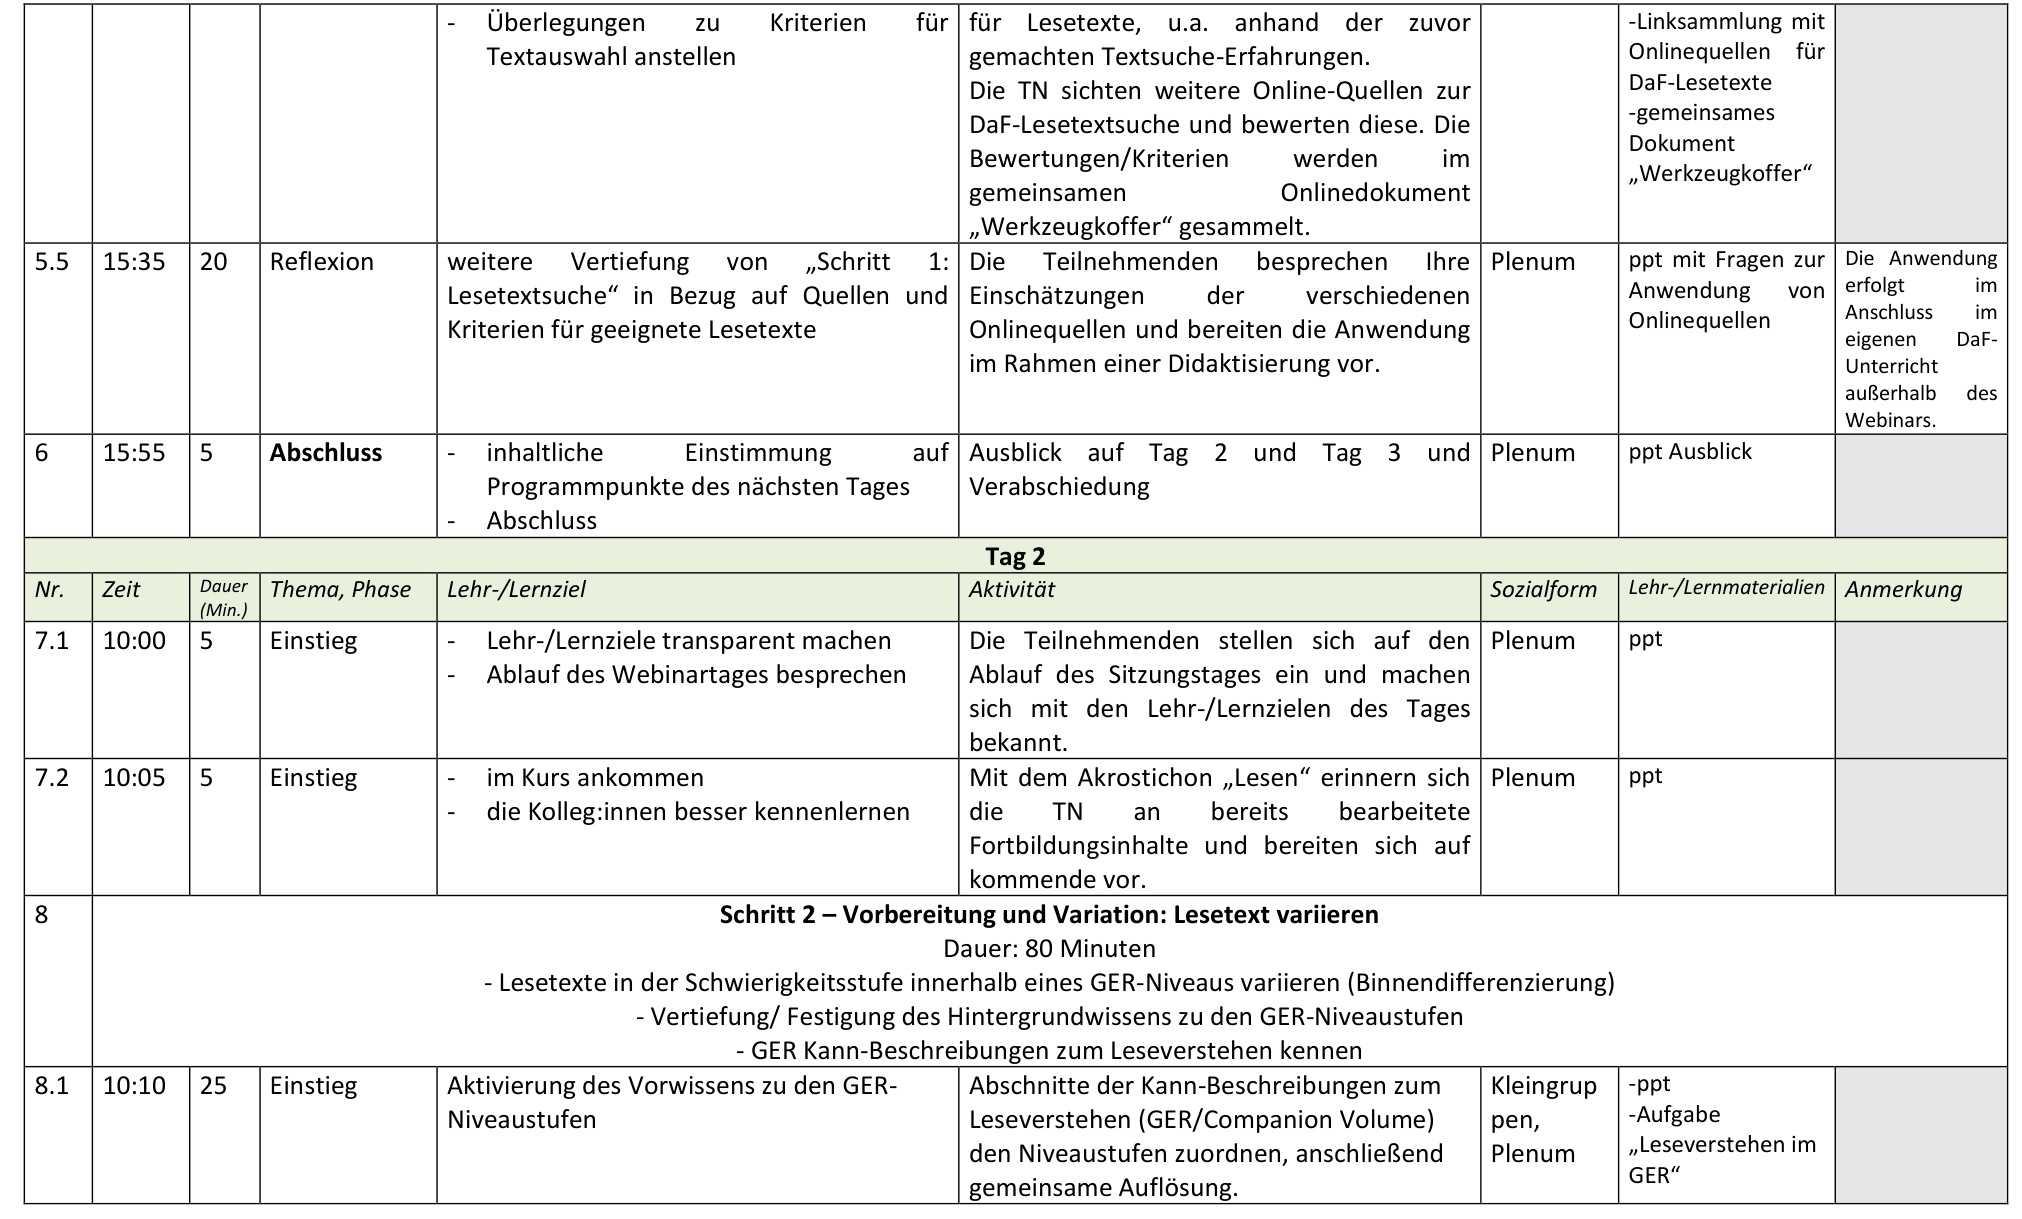 - Überlegungen zu Kriterien für
Textauswahl anstellen
für Lesetexte, u.a. anhand der zuvor
gemachten Textsuche-Erfahrungen.
Die TN sichten weitere Online-Quellen zur
DaF-Lesetextsuche und bewerten diese. Die
Bewertungen/Kriterien werden im
gemeinsamen Onlinedokument
„Werkzeugkoffer“ gesammelt.
-Linksammlung mit
Onlinequellen für
DaF-Lesetexte
-gemeinsames
Dokument
„Werkzeugkoffer“
5.5
15:35
20
Reflexion
weitere Vertiefung von „Schritt 1:
Lesetextsuche“ in Bezug auf Quellen und
Kriterien für geeignete Lesetexte
Die Teilnehmenden besprechen Ihre
Einschätzungen der verschiedenen
Onlinequellen und bereiten die Anwendung
im Rahmen einer Didaktisierung vor.
Plenum
ppt mit Fragen zur
Anwendung von
Onlinequellen
Die Anwendung
erfolgt im
Anschluss im
eigenen DaF-
Unterricht
außerhalb des
Webinars.
6
15:55
5
Abschluss
- inhaltliche Einstimmung auf
Programmpunkte des nächsten Tages
- Abschluss
Ausblick auf Tag 2 und Tag 3 und
Verabschiedung
Plenum
ppt Ausblick
Tag 2
Nr.
Zeit
Dauer
(Min.)
Thema, Phase
Lehr-/Lernziel
Aktivität
Sozialform
Lehr-/Lernmaterialien
Anmerkung
7.1
10:00
5
Einstieg
- Lehr-/Lernziele transparent machen
- Ablauf des Webinartages besprechen
Die Teilnehmenden stellen sich auf den
Ablauf des Sitzungstages ein und machen
sich mit den Lehr-/Lernzielen des Tages
bekannt.
Plenum
ppt
7.2
10:05
5
Einstieg
- im Kurs ankommen
- die Kolleg:innen besser kennenlernen
Mit dem Akrostichon „Lesen“ erinnern sich
die TN an bereits bearbeitete
Fortbildungsinhalte und bereiten sich auf
kommende vor.
Plenum
ppt
8
Schritt 2 – Vorbereitung und Variation: Lesetext variieren
Dauer: 80 Minuten
- Lesetexte in der Schwierigkeitsstufe innerhalb eines GER-Niveaus variieren (Binnendifferenzierung)
- Vertiefung/ Festigung des Hintergrundwissens zu den GER-Niveaustufen
- GER Kann-Beschreibungen zum Leseverstehen kennen
8.1
10:10
25
Einstieg
Aktivierung des Vorwissens zu den GER-
Niveaustufen
Abschnitte der Kann-Beschreibungen zum
Leseverstehen (GER/Companion Volume)
den Niveaustufen zuordnen, anschließend
gemeinsame Auflösung.
Kleingrup
pen,
Plenum
-ppt
-Aufgabe
„Leseverstehen im
GER“